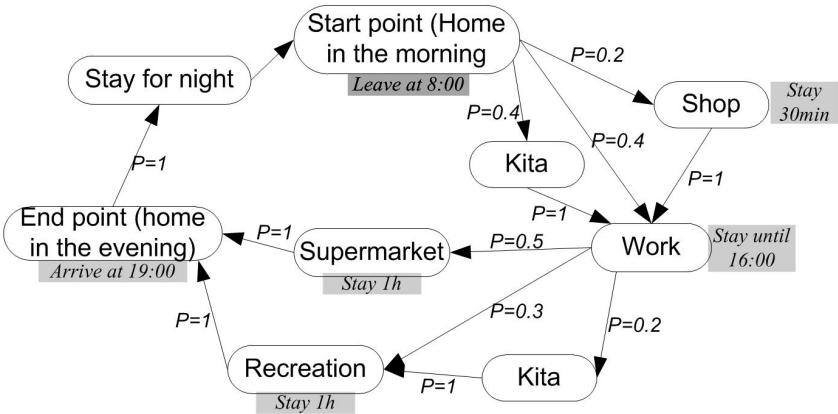 Start point (Home
in the morning
Leave at 8:00
Stay for night
P=0.2
Shop
Stay
30min
P=0.4
P=0.4
Kita
P=1
P=1
P=1
End point (home
in the evening)
Arrive at 19:00
P=1
Supermarket
Stay 1h
P=0.5
Work
Stay until
16:00
P=0.3
P=0.2
P=1
Recreation
Stay 1h
P=1
Kita